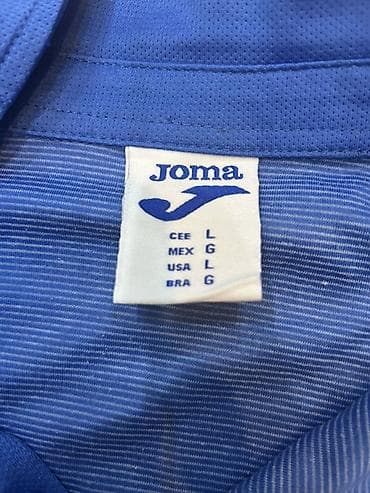 Joma
CEE L
MEX G
USA L
BRA G